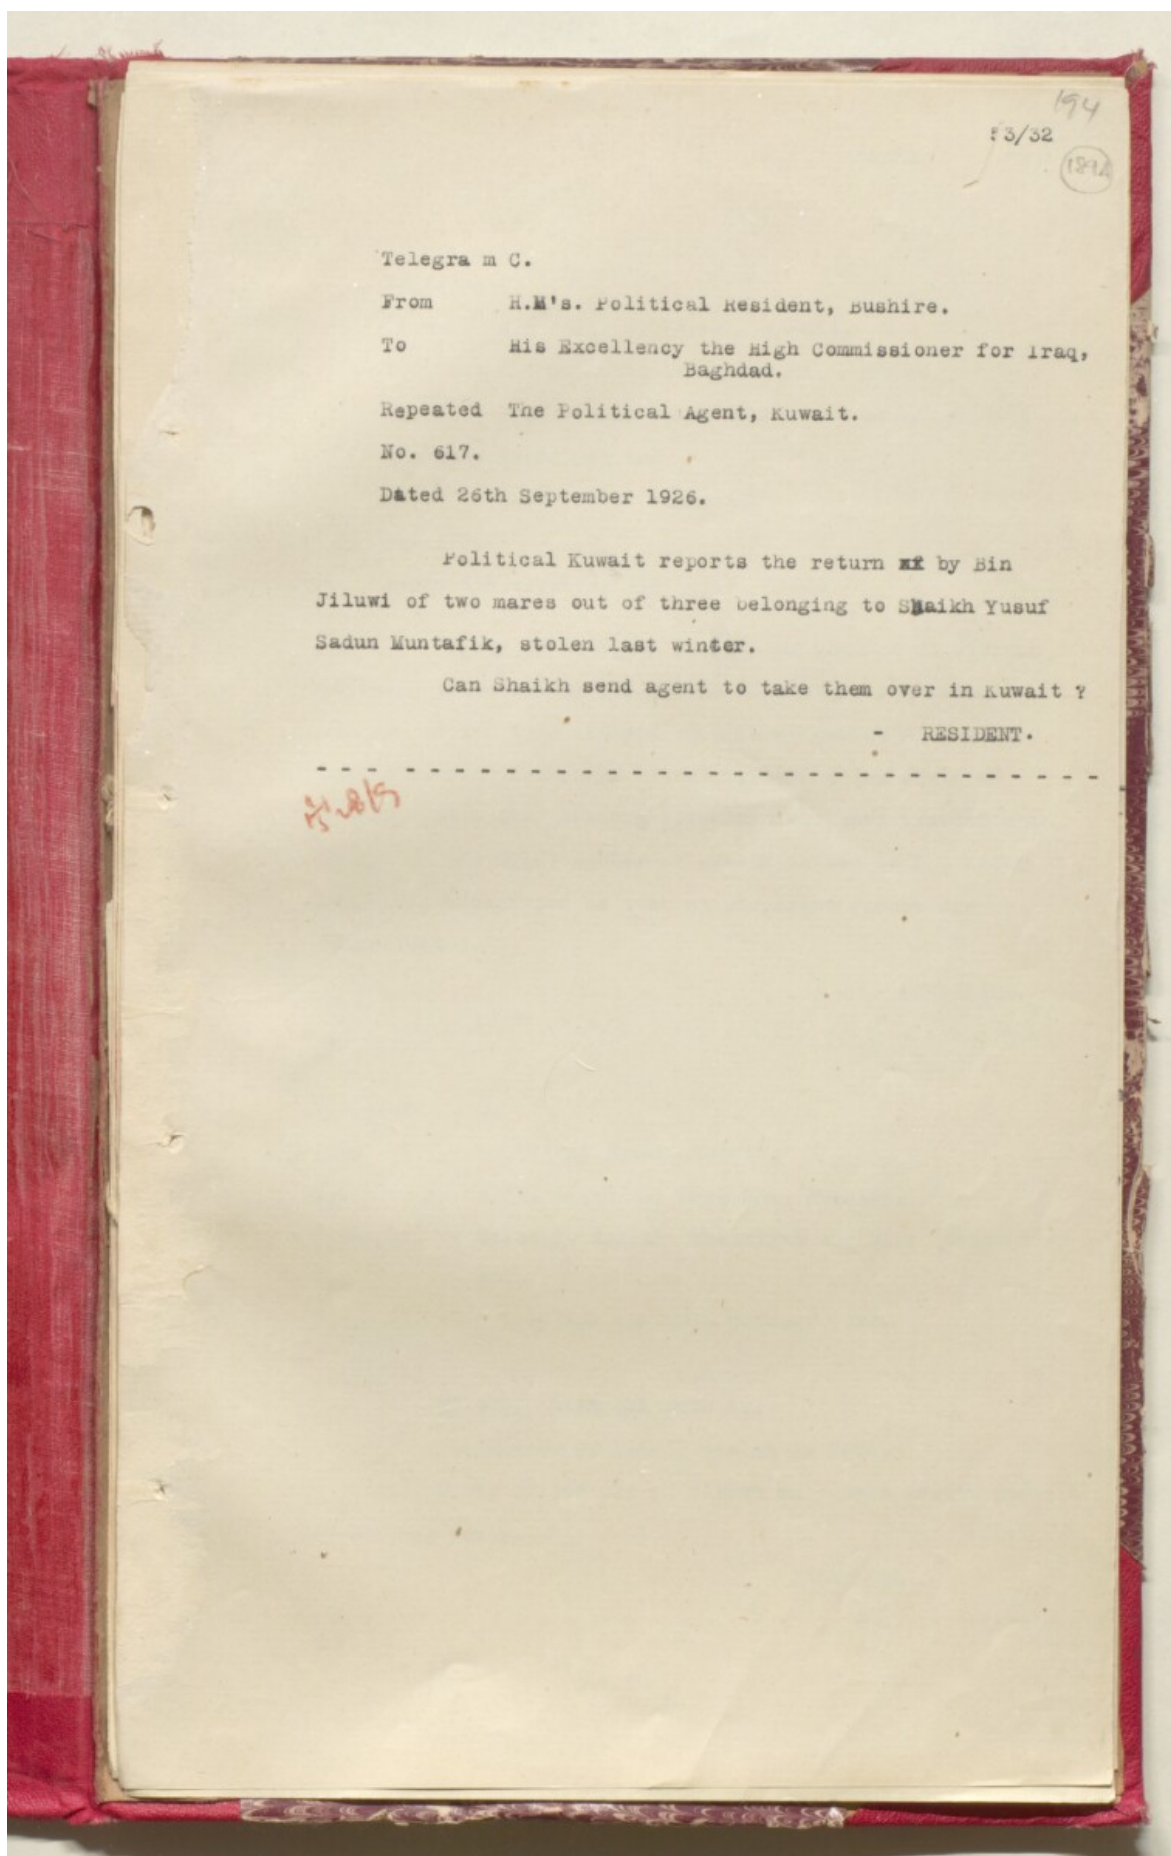 194
53/32
189A
Telegra m C.
From H.M's. Political Resident, Bushire.
To His Excellency the High Commissioner for Iraq,
Baghdad.
Repeated The Political Agent, Kuwait.
No. 617.
Dated 26th September 1926.
Political Kuwait reports the return by Bin
Jiluwi of two mares out of three belonging to Shaikh Yusuf
Sadun Muntafik, stolen last winter.
Can Shaikh send agent to take them over in Kuwait ?
- RESIDENT.